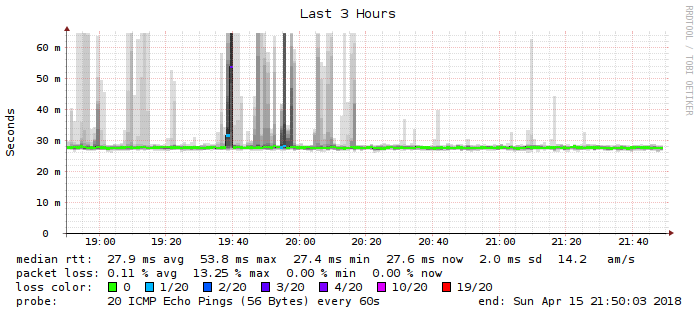 Last 3 Hours
RRDTOOL / TOBI OETIKER
Seconds
60 m
50 m
40 m
30 m
20 m
10 m
0
19:00 19:20 19:40 20:00 20:20 20:40 21:00 21:20 21:40
median rtt: 27.9 ms avg 53.8 ms max 27.4 ms min 27.6 ms now 2.0 ms sd 14.2 am/s
packet loss: 0.11 % avg 13.25 % max 0.00 % min 0.00 % now
loss color: 0 1/20 2/20 3/20 4/20 10/20 19/20
probe: 20 ICMP Echo Pings (56 Bytes) every 60s end: Sun Apr 15 21:50:03 2018